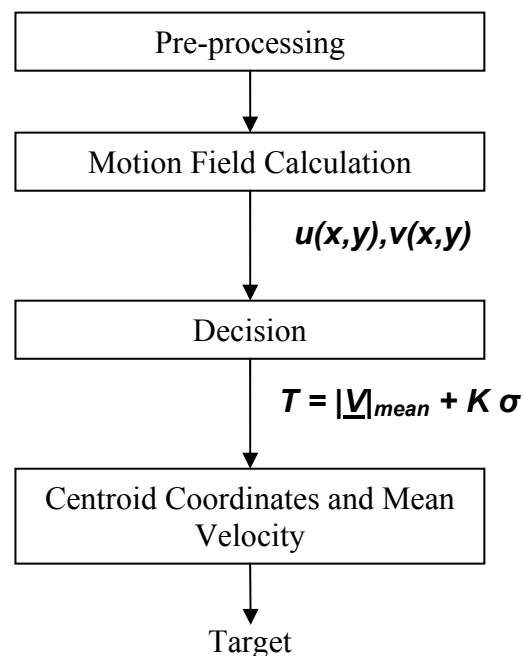 Pre-processing
Motion Field Calculation
u(x,y),v(x,y)
Decision
T = |V|mean + K σ
Centroid Coordinates and Mean
Velocity
Target